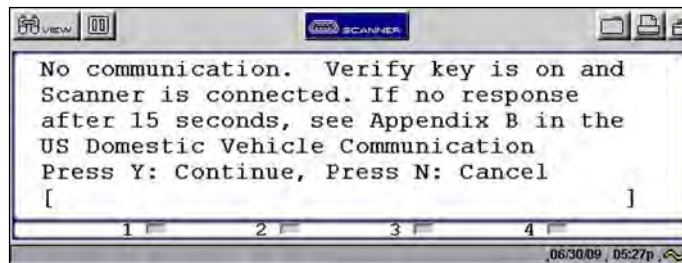 VIEW
SCANNER
No communication. Verify key is on and
Scanner is connected. If no response
after 15 seconds, see Appendix B in the
US Domestic Vehicle Communication
Press Y: Continue, Press N: Cancel
[ ]
1 2 3 4
06/30/09 , 05:27p